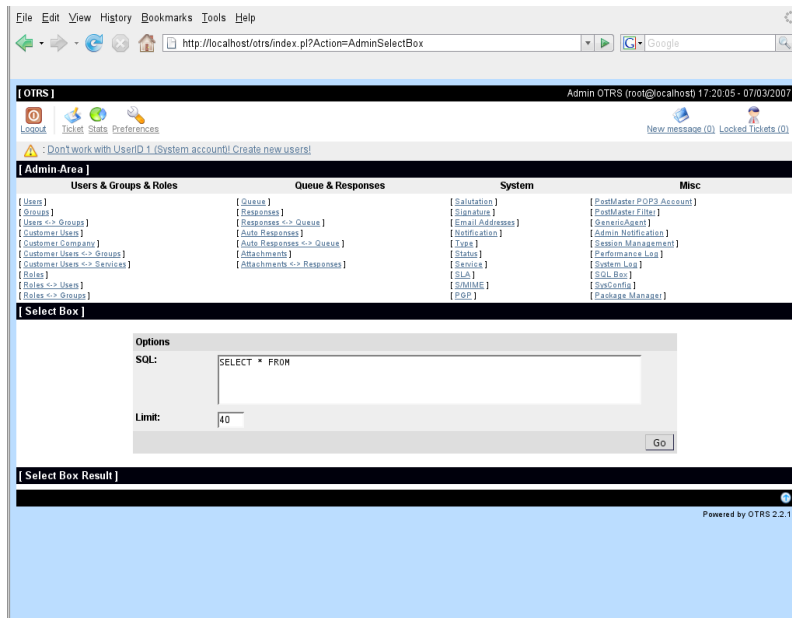 File Edit View History Bookmarks Tools Help
http://localhost/otrs/index.pl?Action=AdminSelectBox
G Google
[ OTRS ] Admin OTRS (root@localhost) 17:20:05 - 07/03/2007
Logout Ticket Stats Preferences New message (0) Locked Tickets (0)
: Don't work with UserID 1 (System account)! Create new users!
[ Admin-Area ]
Users & Groups & Roles Queue & Responses System Misc
[ Users ] [ Queue ] [ Salutation ] [ PostMaster POP3 Account ]
[ Groups ] [ Responses ] [ Signature ] [ PostMaster Filter ]
[ Users <-> Groups ] [ Responses <-> Queue ] [ Email Addresses ] [ GenericAgent ]
[ Customer Users ] [ Auto Responses ] [ Notification ] [ Admin Notification ]
[ Customer Company ] [ Auto Responses <-> Queue ] [ Type ] [ Session Management ]
[ Customer Users <-> Groups ] [ Attachments ] [ Status ] [ Performance Log ]
[ Customer Users <-> Services ] [ Attachments <-> Responses ] [ Service ] [ System Log ]
[ Roles ] [ SLA ] [ SQL Box ]
[ Roles <-> Users ] [ S/MIME ] [ SysConfig ]
[ Roles <-> Groups ] [ PGP ] [ Package Manager ]
[ Select Box ]
Options
SQL: SELECT * FROM
Limit: 40
Go
[ Select Box Result ]
Powered by OTRS 2.2.1